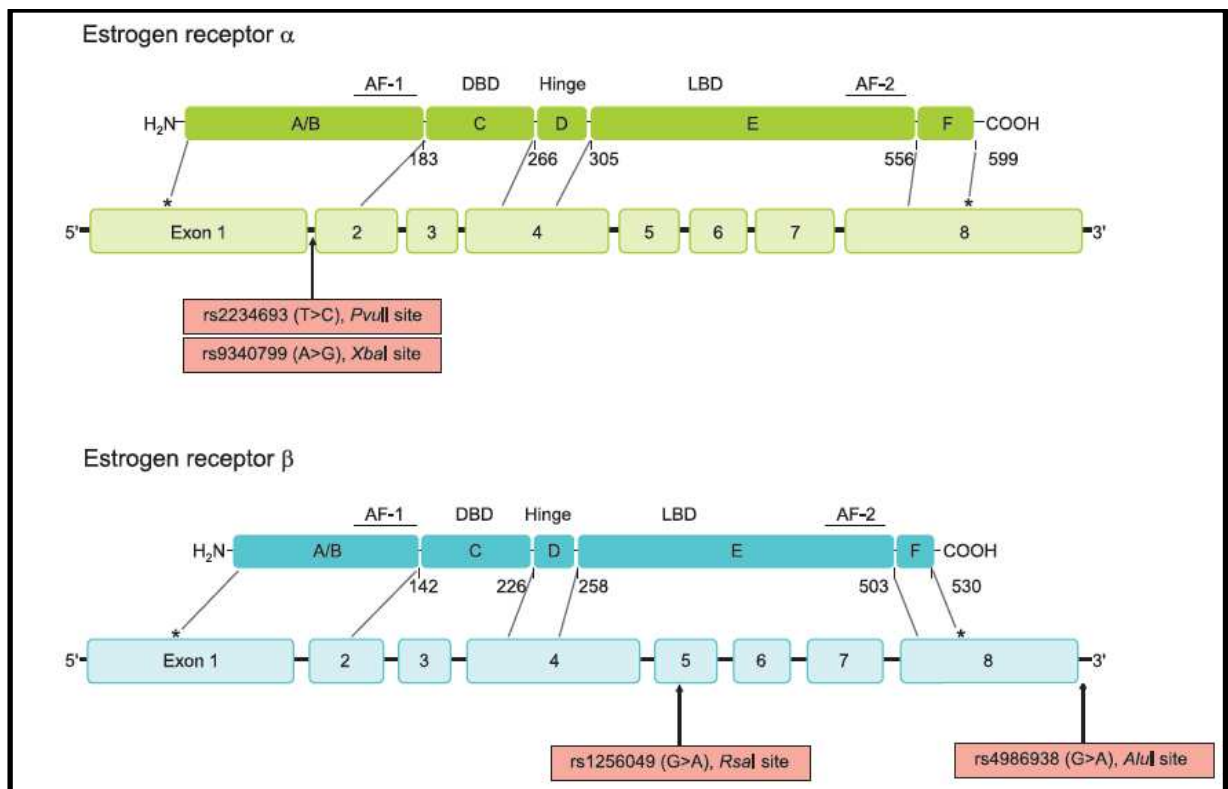 Estrogen receptor α
AF-1 DBD Hinge LBD AF-2
H₂N A/B C D E F COOH
183 266 305 556 599
* *
5' Exon 1 2 3 4 5 6 7 8 3'
rs2234693 (T>C), PvuII site
rs9340799 (A>G), XbaI site
Estrogen receptor β
AF-1 DBD Hinge LBD AF-2
H₂N A/B C D E F COOH
142 226 258 503 530
* *
5' Exon 1 2 3 4 5 6 7 8 3'
rs1256049 (G>A), RsaI site rs4986938 (G>A), AluI site